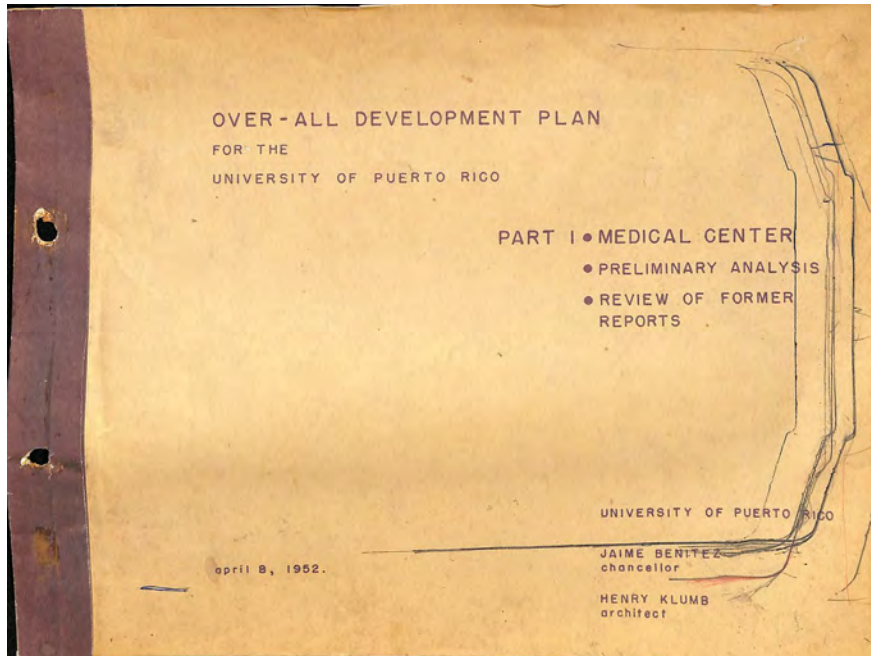 OVER-ALL DEVELOPMENT PLAN
FOR THE
UNIVERSITY OF PUERTO RICO
PART I • MEDICAL CENTER
• PRELIMINARY ANALYSIS
• REVIEW OF FORMER
REPORTS
UNIVERSITY OF PUERTO RICO
JAIME BENITEZ
chancellor
april 8, 1952.
HENRY KLUMB
architect